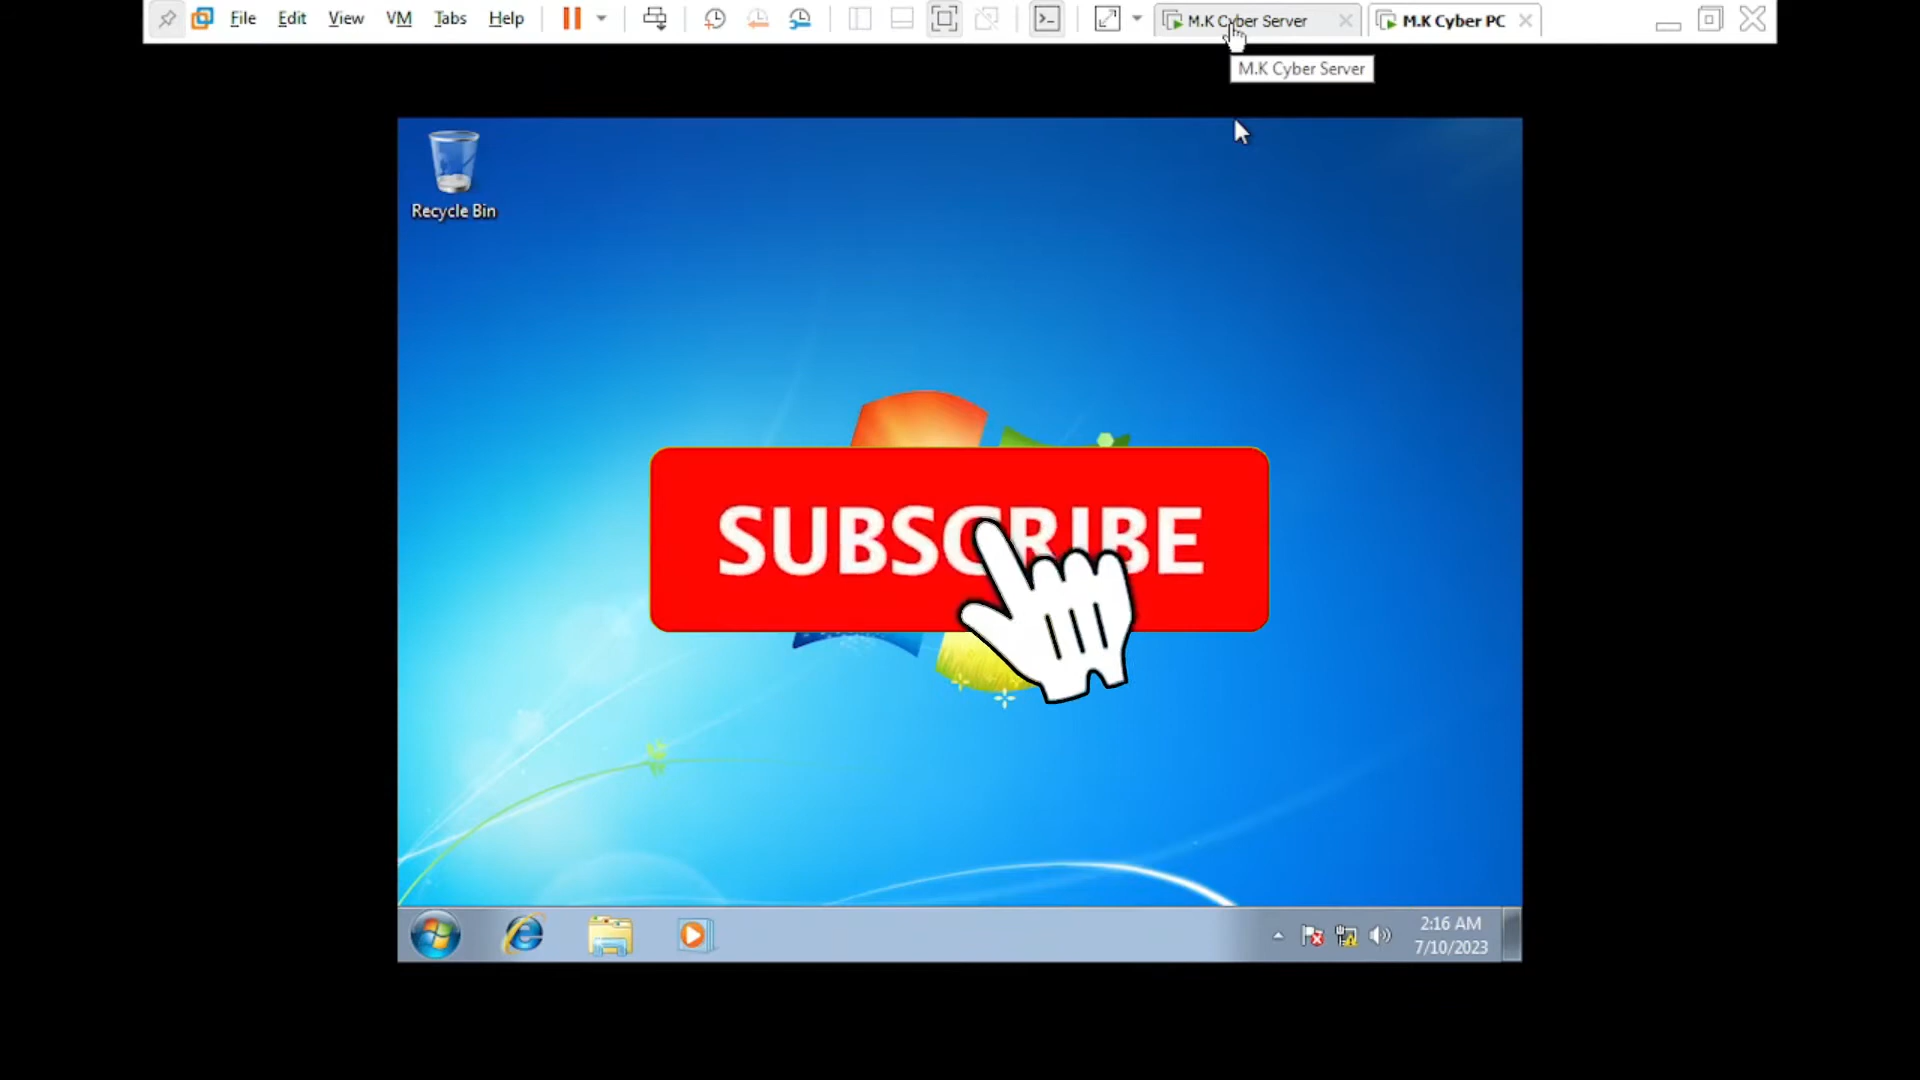 File Edit View VM Tabs Help M.K Cyber Server M.K Cyber PC
M.K Cyber Server
Recycle Bin
SUBSCRIBE
2:16 AM
7/10/2023